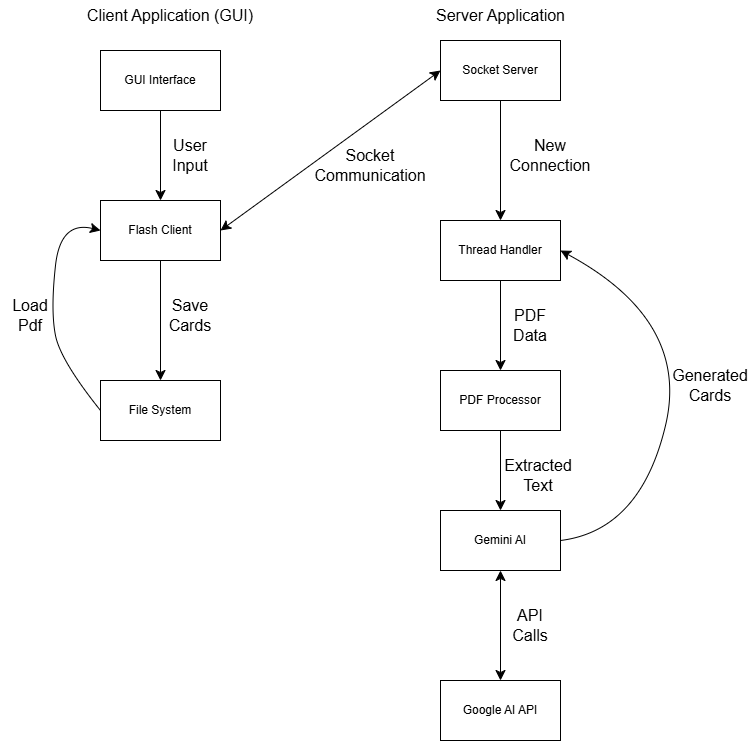 Client Application (GUI)
GUI Interface
User
Input
Flash Client
Load
Pdf
Save
Cards
File System
Socket
Communication
Server Application
Socket Server
New
Connection
Thread Handler
PDF
Data
PDF Processor
Extracted
Text
Gemini AI
Generated
Cards
API
Calls
Google AI API